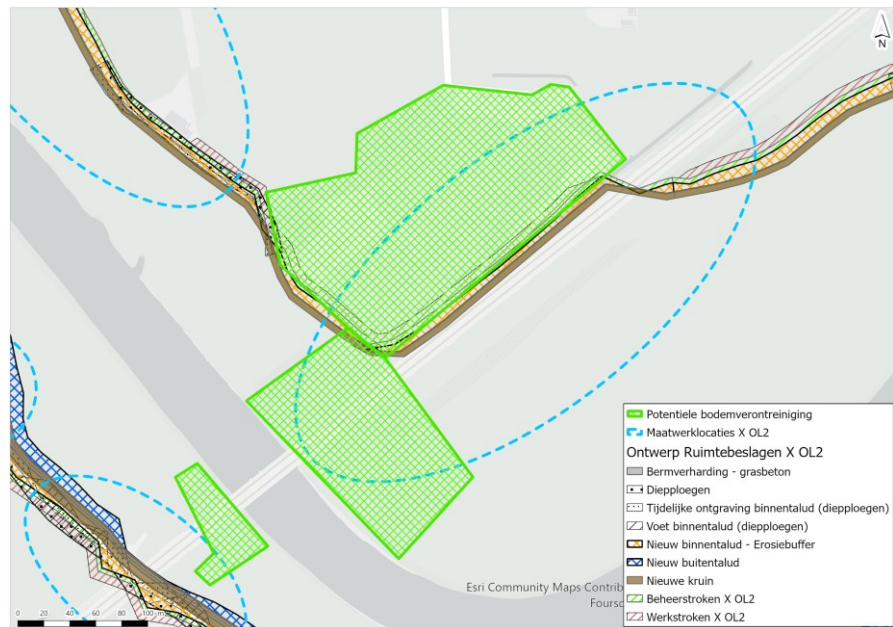 N
Potentiele bodemverontreiniging
Maatwerklocaties X OL2
Ontwerp Ruimtebeslagen X OL2
Bermverharding - grasbeton
Diepploegen
Tijdelijke ontgraving binnentalud (diepploegen)
Voet binnentalud (diepploegen)
Nieuw binnentalud - Erosiebuffer
Nieuw buitentalud
Nieuwe kruin
Beheerstroken X OL2
Werkstroken X OL2
Esri Community Maps Contrib
Foursq
0 20 40 60 80 100 m